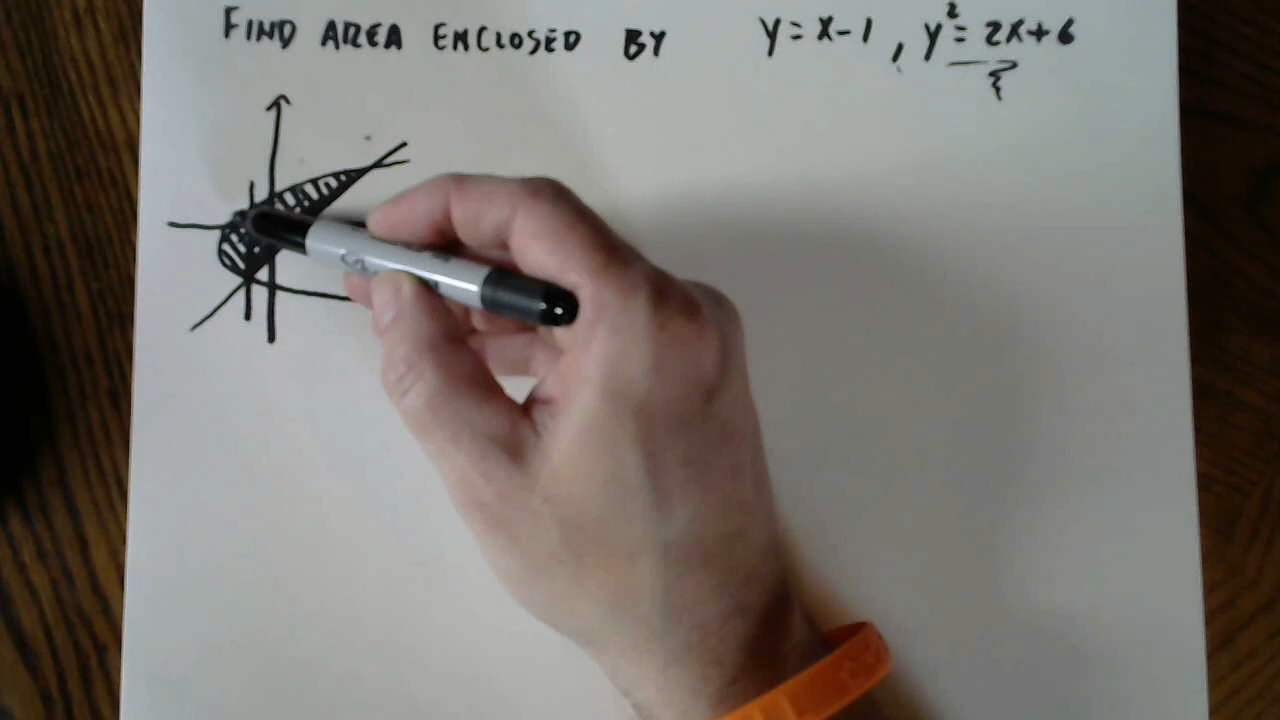 FIND AREA ENCLOSED BY y = x - 1 , y² = 2x + 6